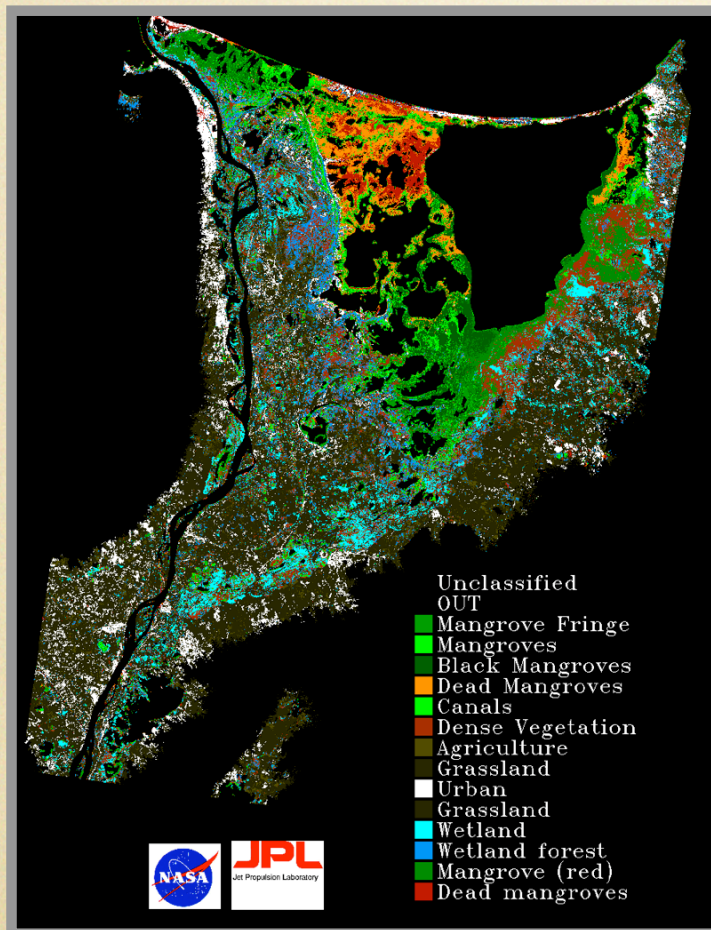 Unclassified
OUT
Mangrove Fringe
Mangroves
Black Mangroves
Dead Mangroves
Canals
Dense Vegetation
Agriculture
Grassland
Urban
Grassland
Wetland
Wetland forest
Mangrove (red)
Dead mangroves
NASA
JPL
Jet Propulsion Laboratory